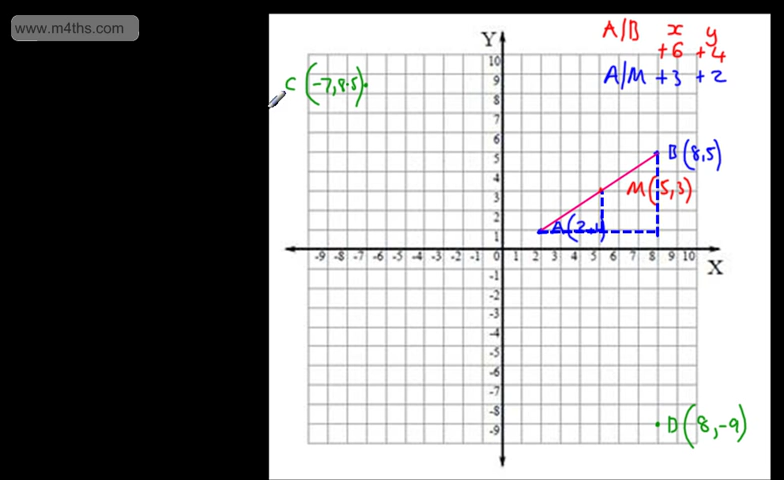 www.m4ths.com
A/B x y
+6 +4
A/M +3 +2
Y
C (-7,8.5)
10
9
8
7
6
5
4
3
2
1
B (8,5)
M (5,3)
A (2,1)
-9 -8 -7 -6 -5 -4 -3 -2 -1 0 1 2 3 4 5 6 7 8 9 10
X
-1
-2
-3
-4
-5
-6
-7
-8
-9
D (8,-9)